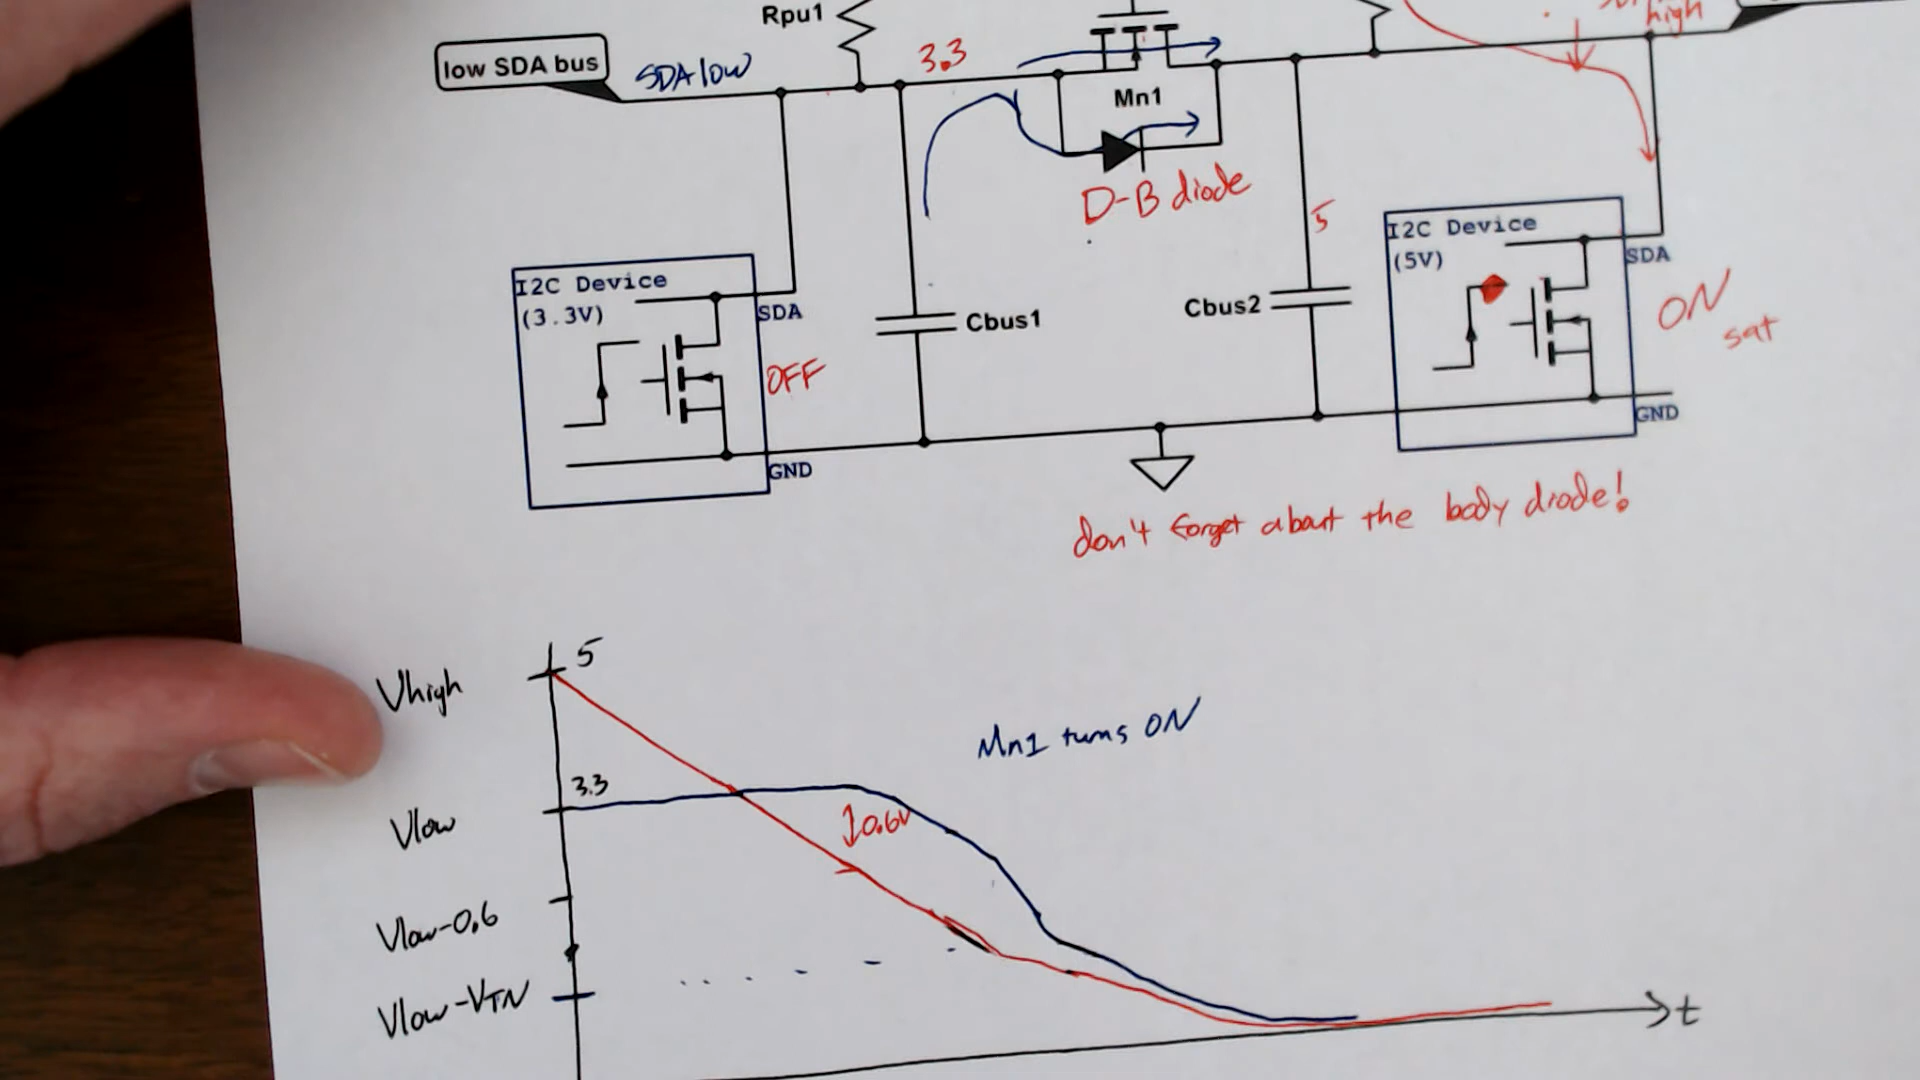 Rpu1
high
low SDA bus
SDA low
3.3
Mn1
D-B diode
5
I2C Device
(3.3V)
SDA
OFF
GND
Cbus1
Cbus2
I2C Device
(5V)
SDA
ON
sat
GND
don't forget about the body diode!
Vhigh
5
Mn1 turns ON
3.3
Vlow
0.6V
Vlow-0.6
Vlow-VTN
t